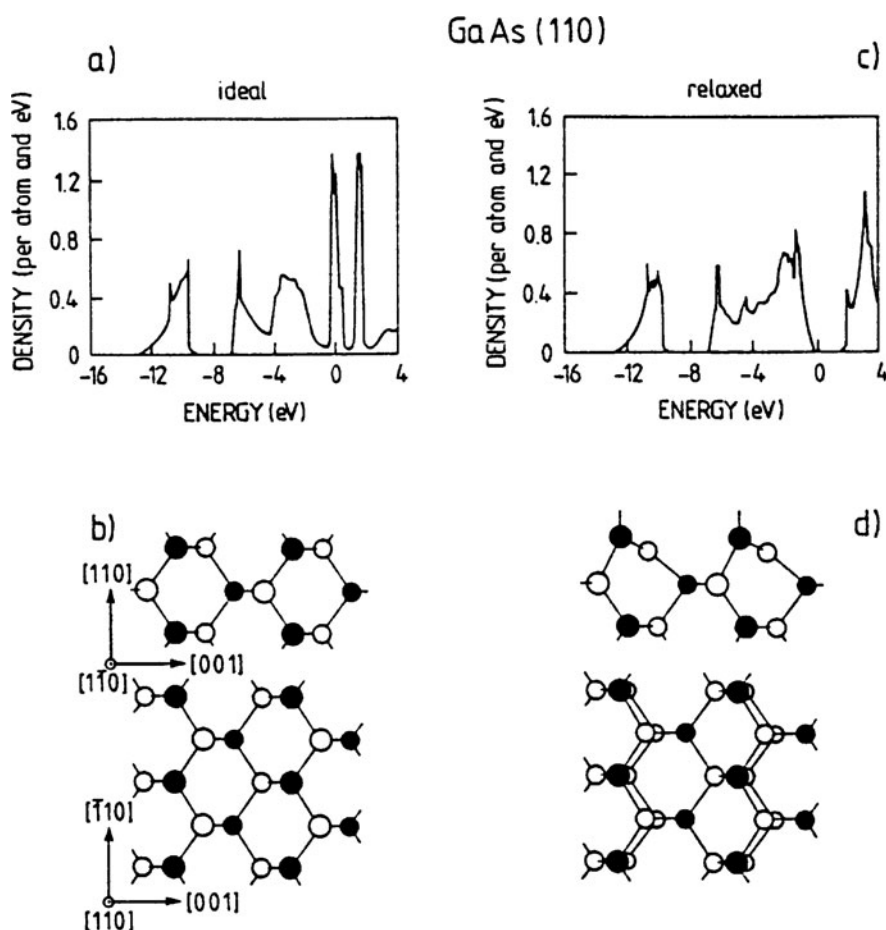 GaAs (110)
a)
ideal
DENSITY (per atom and eV)
1.6
1.2
0.8
0.4
0
-16 -12 -8 -4 0 4
ENERGY (eV)
c)
relaxed
DENSITY (per atom and eV)
1.6
1.2
0.8
0.4
0
-16 -12 -8 -4 0 4
ENERGY (eV)
b)
[110]
[11̅0]
[001]
[1̅10]
[110]
[001]
d)